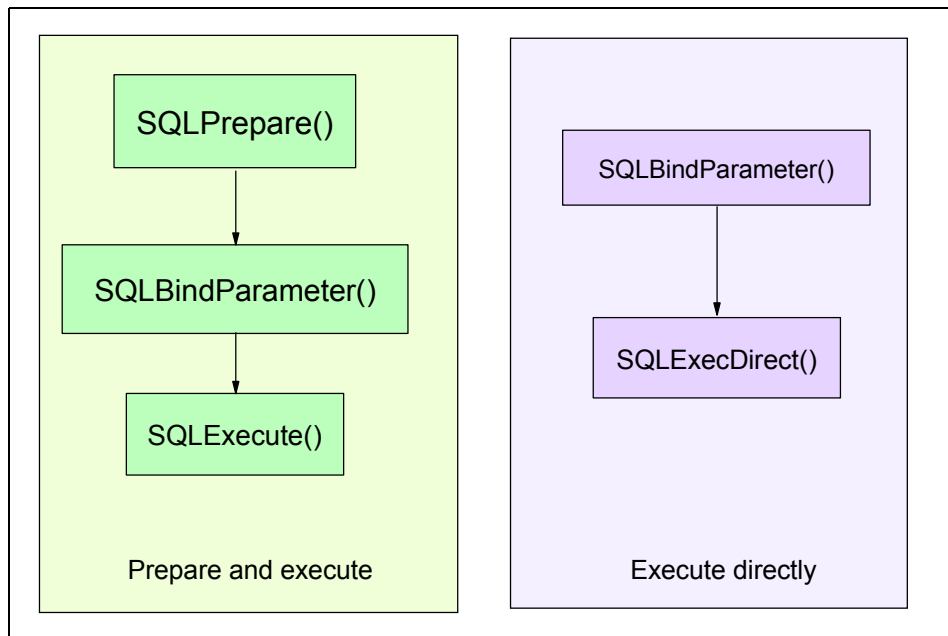 SQLPrepare()
SQLBindParameter()
SQLExecute()
Prepare and execute
SQLBindParameter()
SQLExecDirect()
Execute directly